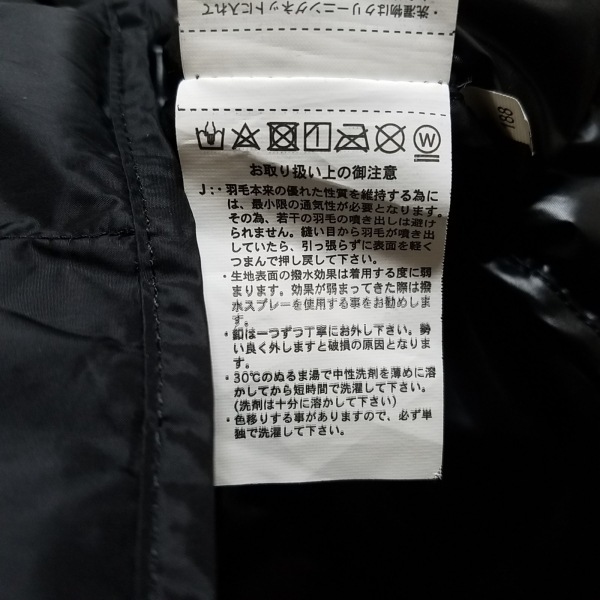 ・洗濯物はクリーニングネットに入れて
188
W
お取り扱い上の御注意
J：・羽毛本来の優れた性質を維持する為に
は、最小限の通気性が必要となります。
その為、若干の羽毛の噴き出しは避け
られません。縫い目から羽毛が噴き出
していたら、引っ張らずに表面を軽く
つまんで押し戻して下さい。
・生地表面の撥水効果は着用する度に弱
まります。効果が弱まってきた際は撥
水スプレーを使用する事をお勧めしま
す。
・釦は一つずつ丁寧にお外し下さい。勢
い良く外しますと破損の原因となりま
す。
・30℃のぬるま湯で中性洗剤を薄めに溶
かしてから短時間で洗濯して下さい。
(洗剤は十分に溶かして下さい)
・色移りする事がありますので、必ず単
独で洗濯して下さい。